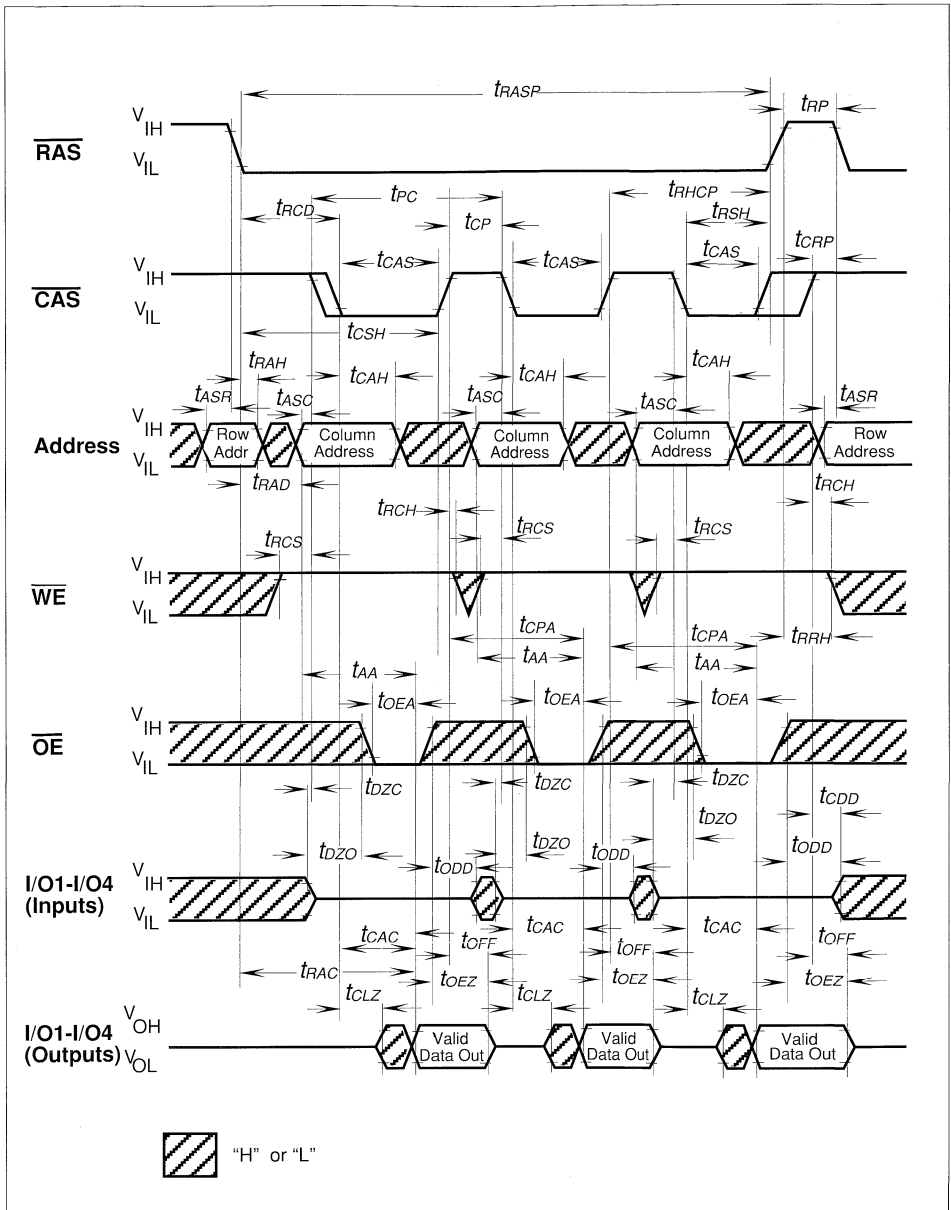 tRASP
tRP
VIH
RAS
VIL
tRHCP
tPC
tRCD
tRSH
tCP
tCRP
tCAS tCAS tCAS
VIH
CAS
VIL
tCSH
tRAH
tCAH tCAH tCAH
tASR tASC tASC tASC tASR
VIH
Address Row Addr Column Address Column Address Column Address Row Address
VIL
tRAD
tRCH tRCH
tRCS tRCS tRCS
VIH
WE
VIL
tCPA tCPA tRRH
tAA tAA tAA
tOEA tOEA tOEA
VIH
OE
VIL
tDZC tDZC tDZC
tCDD
tDZO tDZO tDZO
tODD tODD tODD
I/O1-I/O4 VIH
(Inputs) VIL
tCAC tOFF tCAC tOFF tCAC tOFF
tRAC tOEZ tOEZ tOEZ
tCLZ tCLZ tCLZ
VOH
I/O1-I/O4 Valid Valid Valid
(Outputs) VOL Data Out Data Out Data Out
"H" or "L"